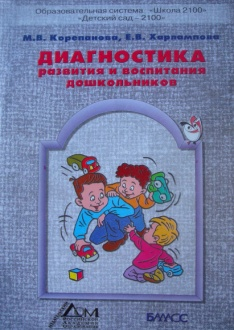 Образовательная система "Школа 2100"
"Детский сад - 2100"
М.В. Корепанова, Е.В. Харлампова
ДИАГНОСТИКА
развития и воспитания
дошкольников
БАЛАСС